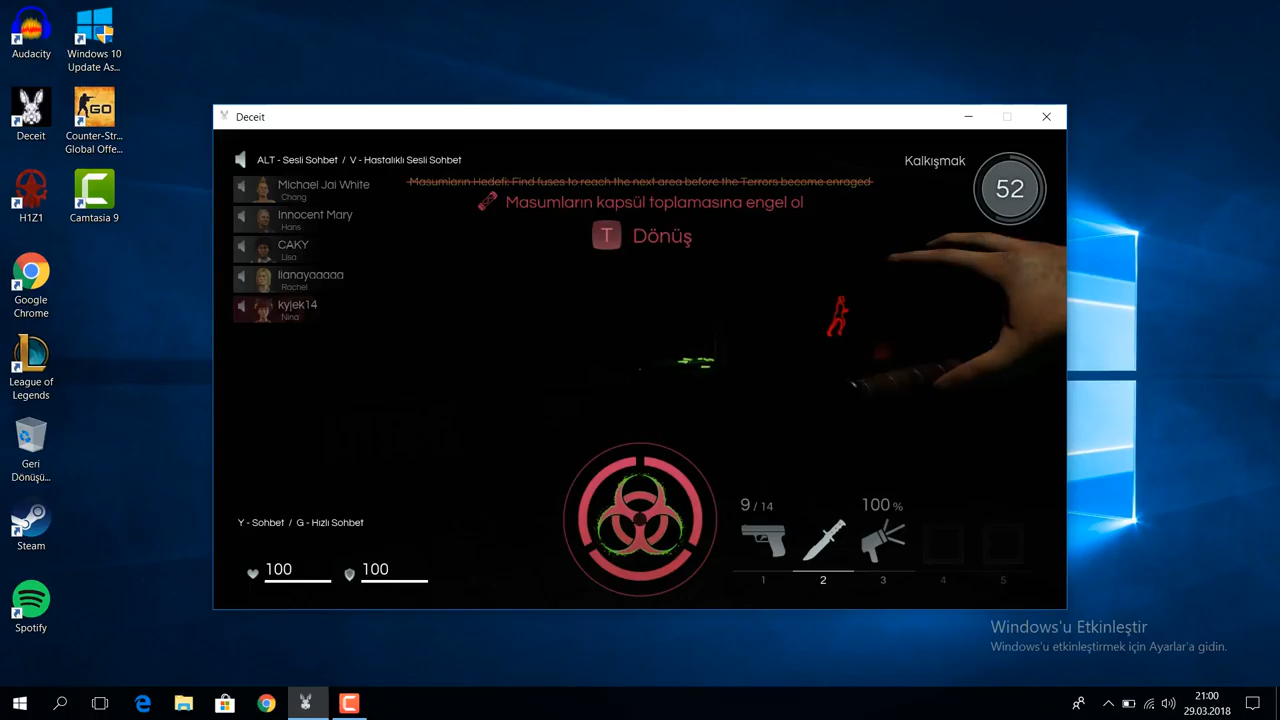 Audacity
Windows 10
Update As...
Deceit
Counter-Str...
Global Offe...
H1Z1
Camtasia 9
Google
Chrome
League of
Legends
Geri
Dönüşü...
Steam
Spotify
Deceit
ALT - Sesli Sohbet / V - Hastalıklı Sesli Sohbet
Michael Jai White
Chang
Innocent Mary
Hans
CAKY
Lisa
lianayaaaaa
Rachel
kyjek14
Nina
Masumların Hedefi: Find fuses to reach the next area before the Terrors become enraged
Masumların kapsül toplamasına engel ol
T Dönüş
Kalkışmak
52
Y - Sohbet / G - Hızlı Sohbet
100
100
9 / 14
100 %
1
2
3
4
5
Windows'u Etkinleştir
Windows'u etkinleştirmek için Ayarlar'a gidin.
21:00
29.03.2018